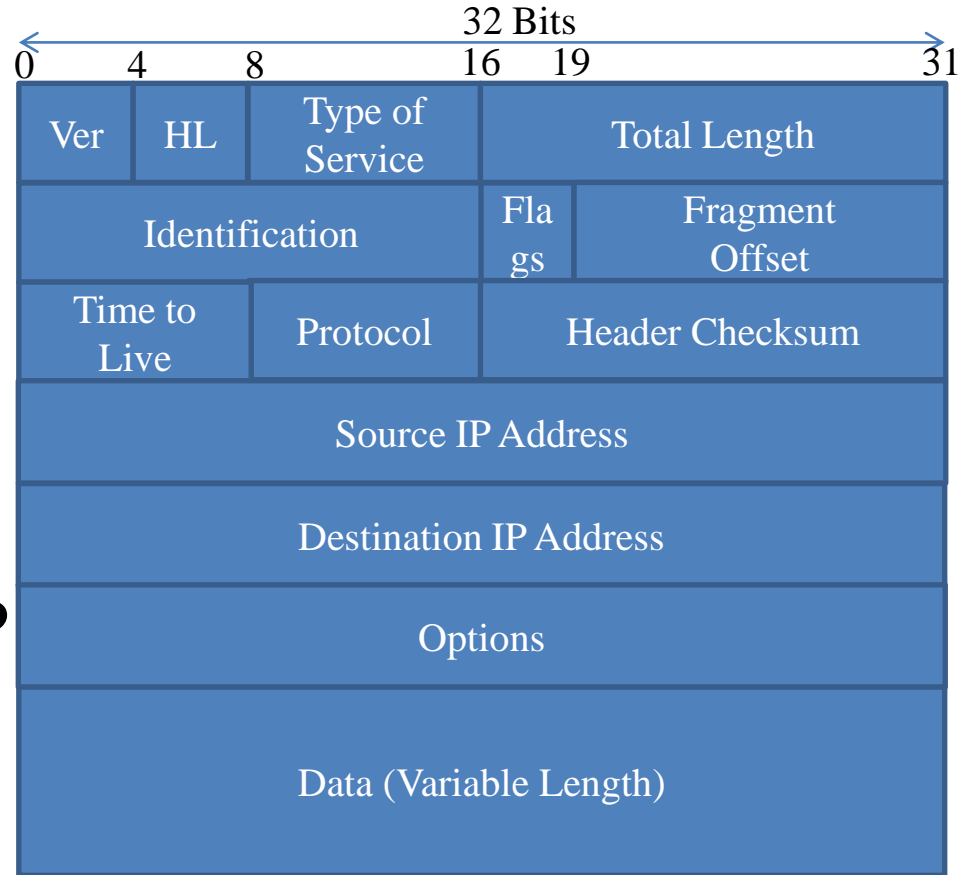 32 Bits
0 4 8 16 19 31
Ver HL Type of Service Total Length
Identification Fla gs Fragment Offset
Time to Live Protocol Header Checksum
Source IP Address
Destination IP Address
Options
Data (Variable Length)